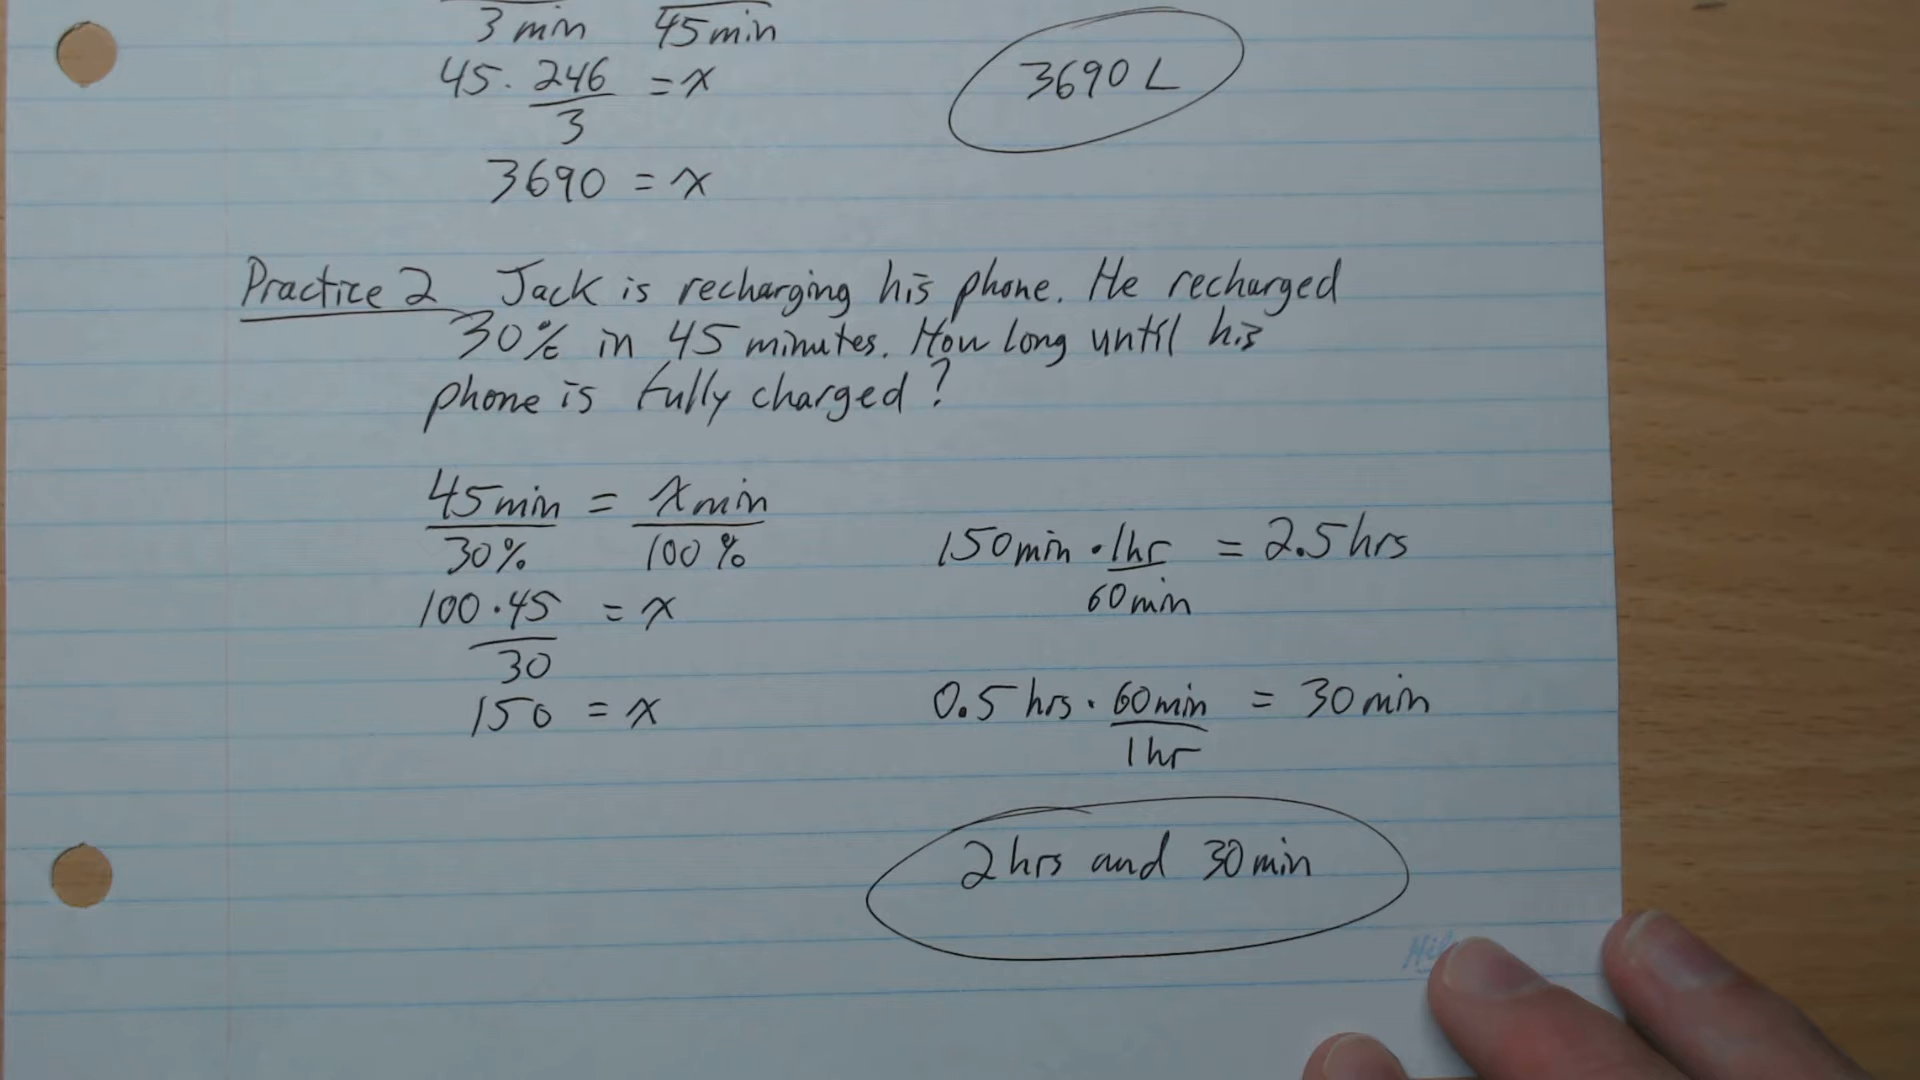 3 min 45 min
45 · 246 = x
3
3690 = x
3690 L
Practice 2 Jack is recharging his phone. He recharged
30% in 45 minutes. How long until his
phone is fully charged?
45 min = x min
30% 100%
100 · 45 = x
30
150 = x
150 min · 1 hr = 2.5 hrs
60 min
0.5 hrs · 60 min = 30 min
1 hr
2 hrs and 30 min